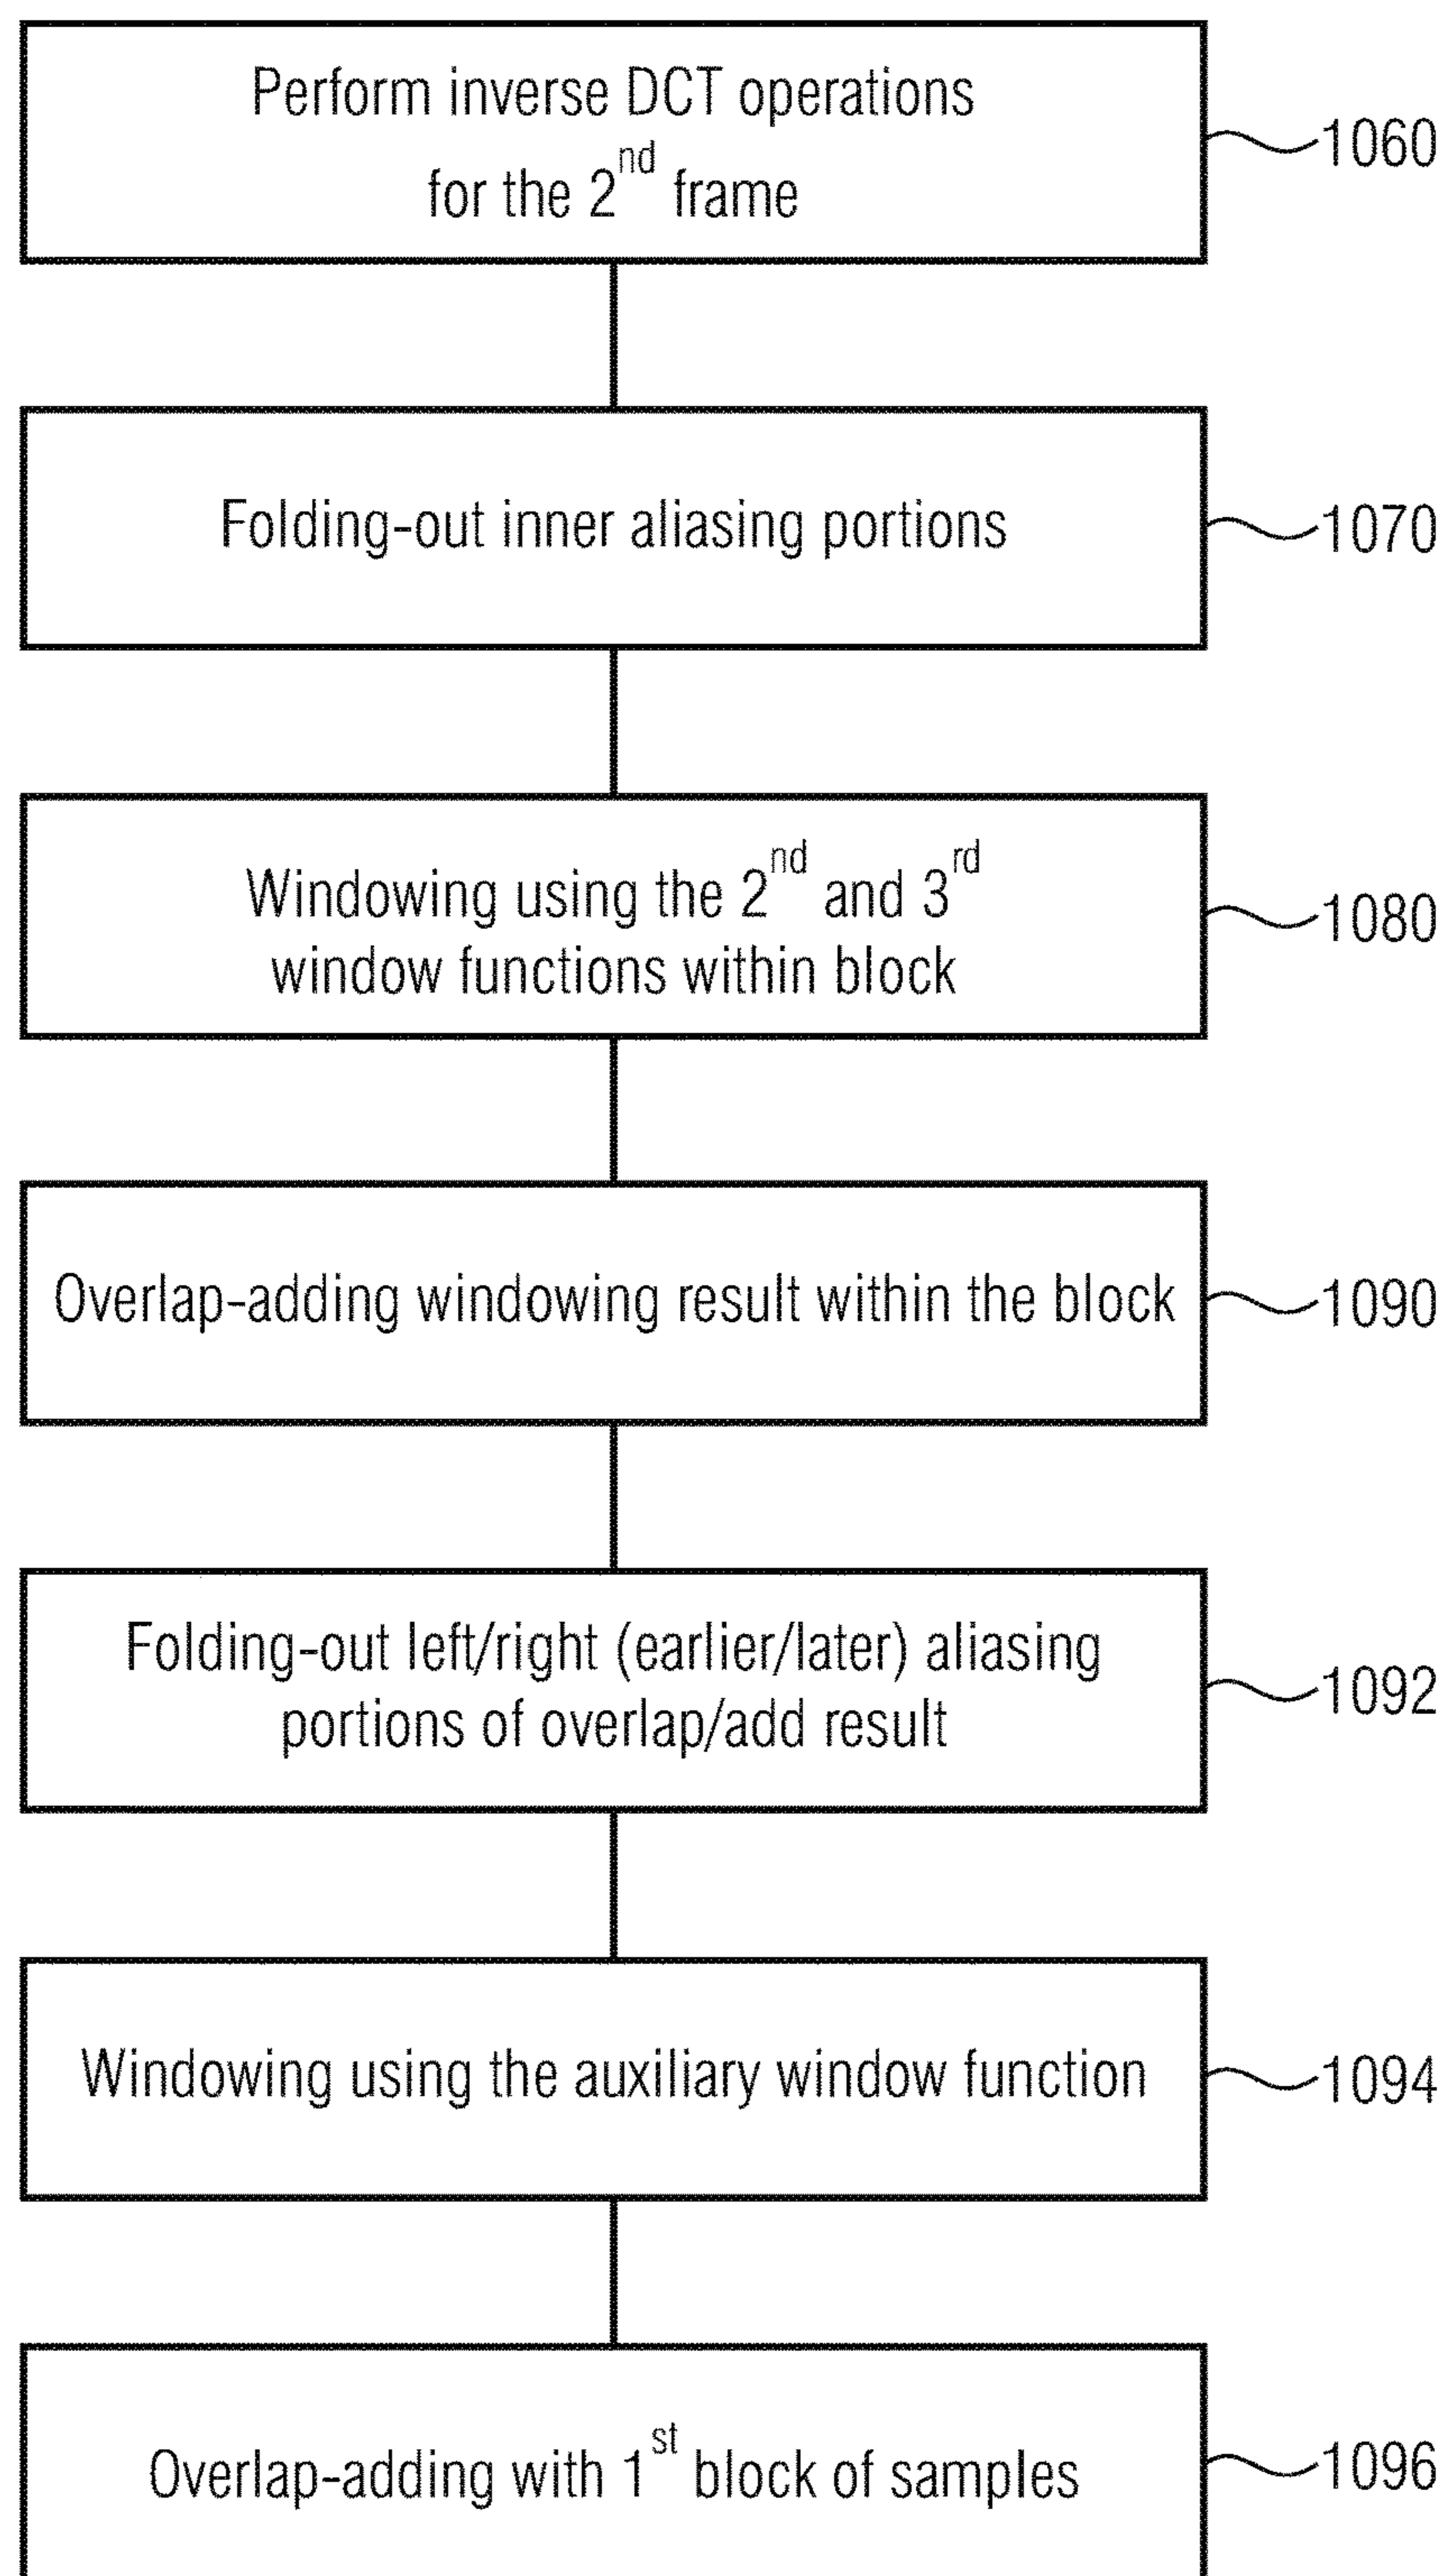 Perform inverse DCT operations
for the 2nd frame
1060
Folding-out inner aliasing portions
1070
Windowing using the 2nd and 3rd
window functions within block
1080
Overlap-adding windowing result within the block
1090
Folding-out left/right (earlier/later) aliasing
portions of overlap/add result
1092
Windowing using the auxiliary window function
1094
Overlap-adding with 1st block of samples
1096